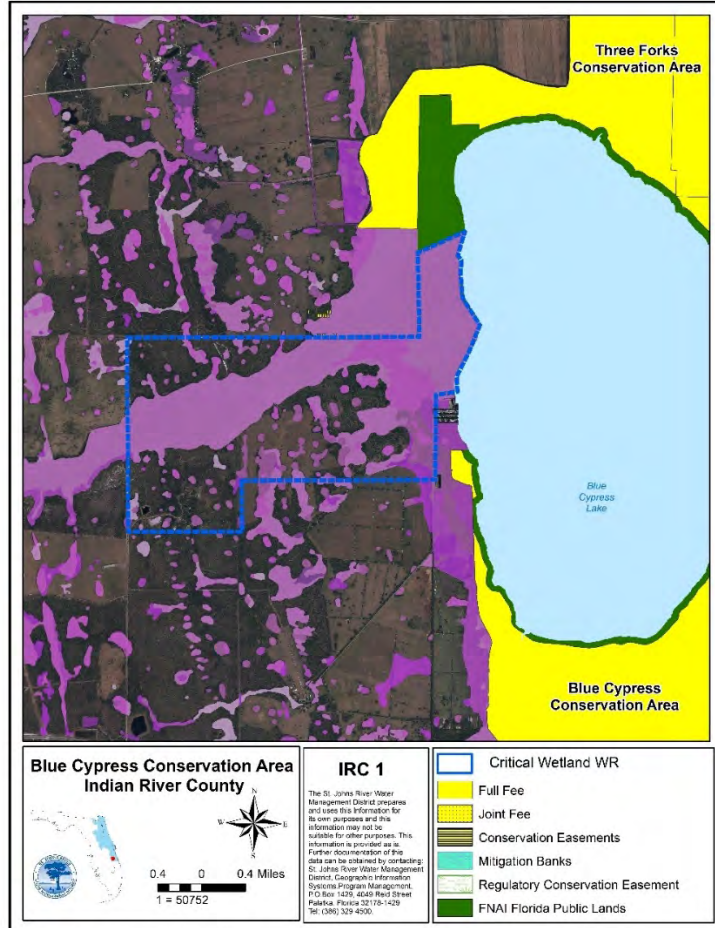 Three Forks
Conservation Area
Blue
Cypress
Lake
Blue Cypress
Conservation Area
Blue Cypress Conservation Area
Indian River County
N
W
E
S
0.4 0 0.4 Miles
1 = 50752
IRC 1
The St. Johns River Water
Management District prepares
and uses this information for
its own purposes and this
information may not be
suitable for other purposes. This
information is provided as is.
Further documentation of this
data can be obtained by contacting:
St. Johns River Water Management
District, Geographic Information
Systems,Program Management,
P.O.Box 1429, 4049 Reid Street
Palatka, Florida 32178-1429
Tel: (386) 329-4500.
Critical Wetland WR
Full Fee
Joint Fee
Conservation Easements
Mitigation Banks
Regulatory Conservation Easement
FNAI Florida Public Lands